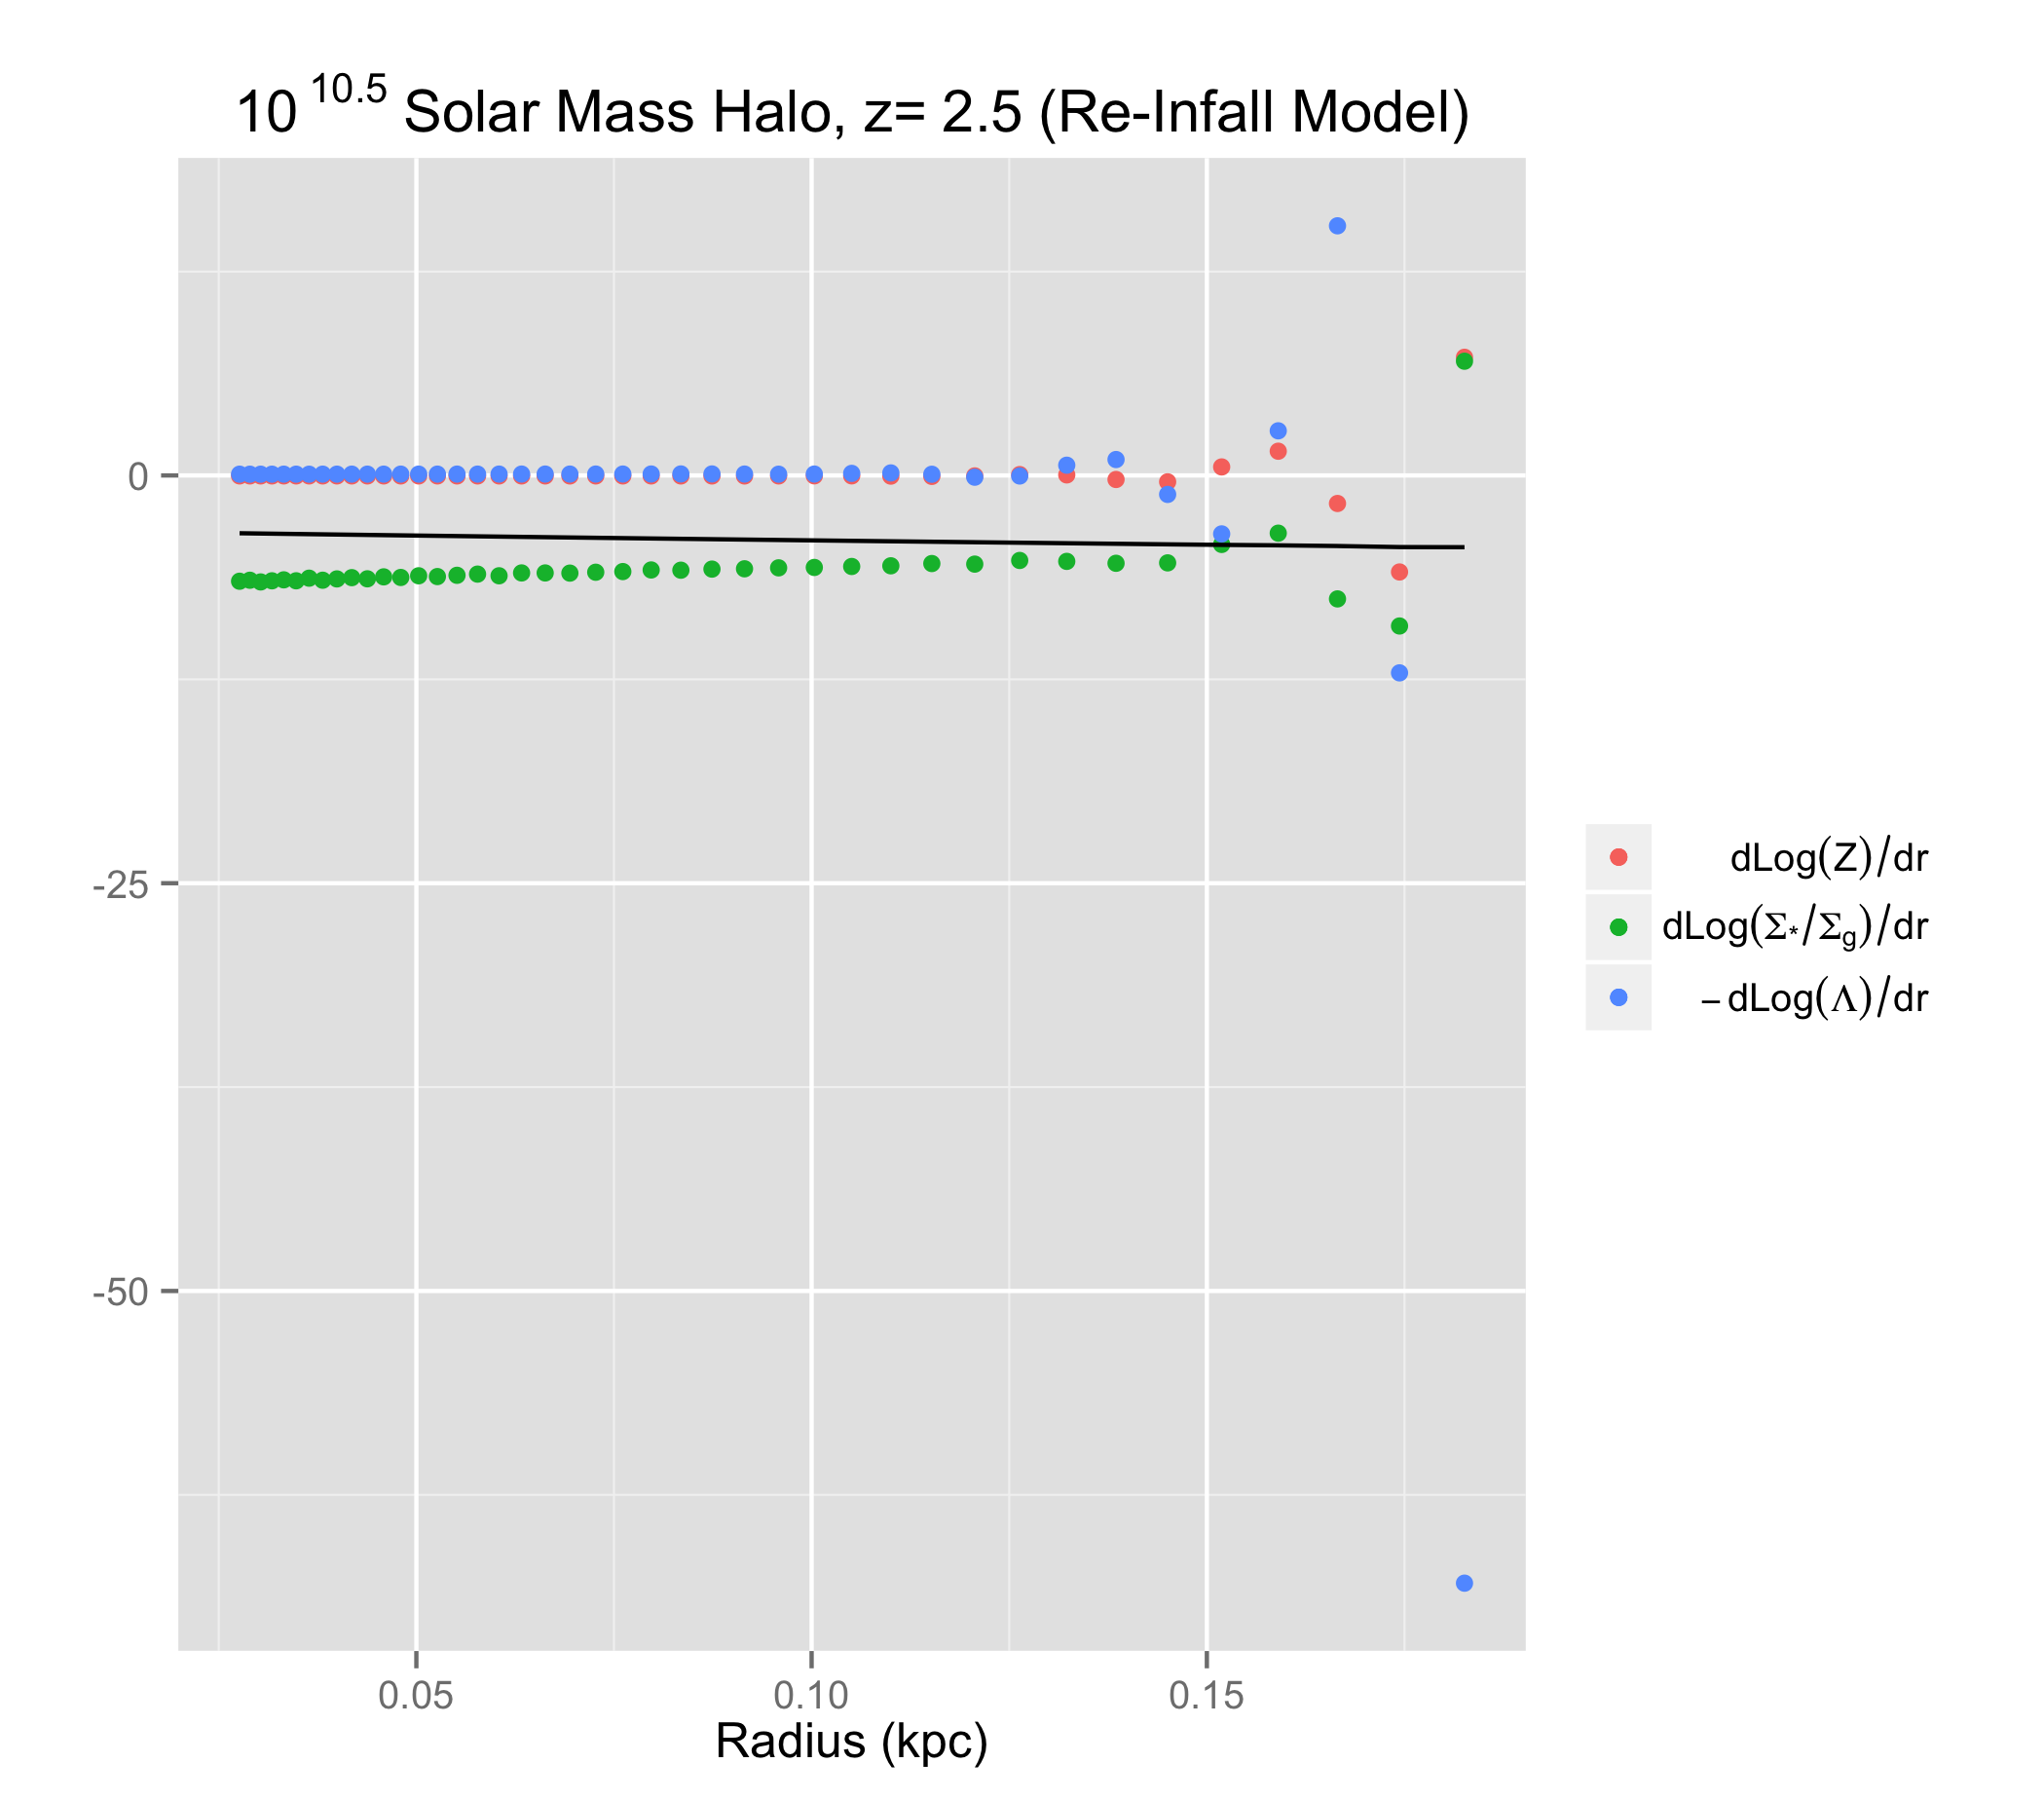 10 10.5 Solar Mass Halo, z= 2.5 (Re-Infall Model)
0
-25
-50
0.05 0.10 0.15
Radius (kpc)
dLog(Z)/dr
dLog(Σ*/Σg)/dr
−dLog(Λ)/dr